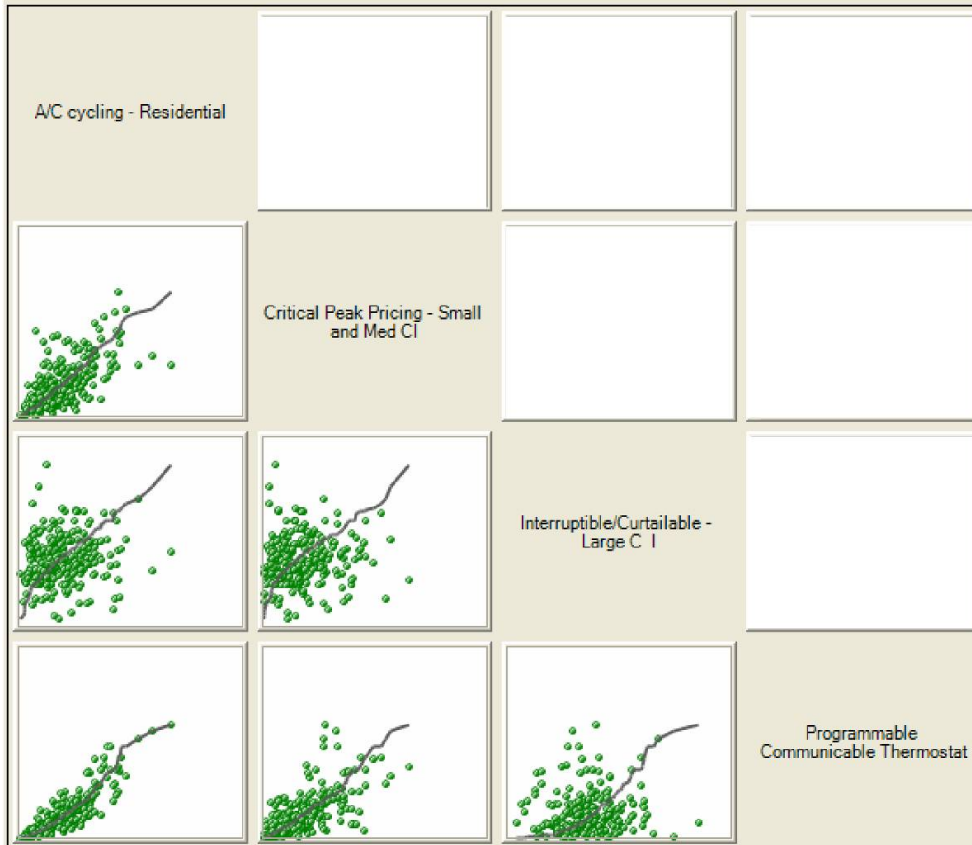 A/C cycling - Residential
Critical Peak Pricing - Small
and Med CI
Interruptible/Curtailable -
Large C I
Programmable
Communicable Thermostat